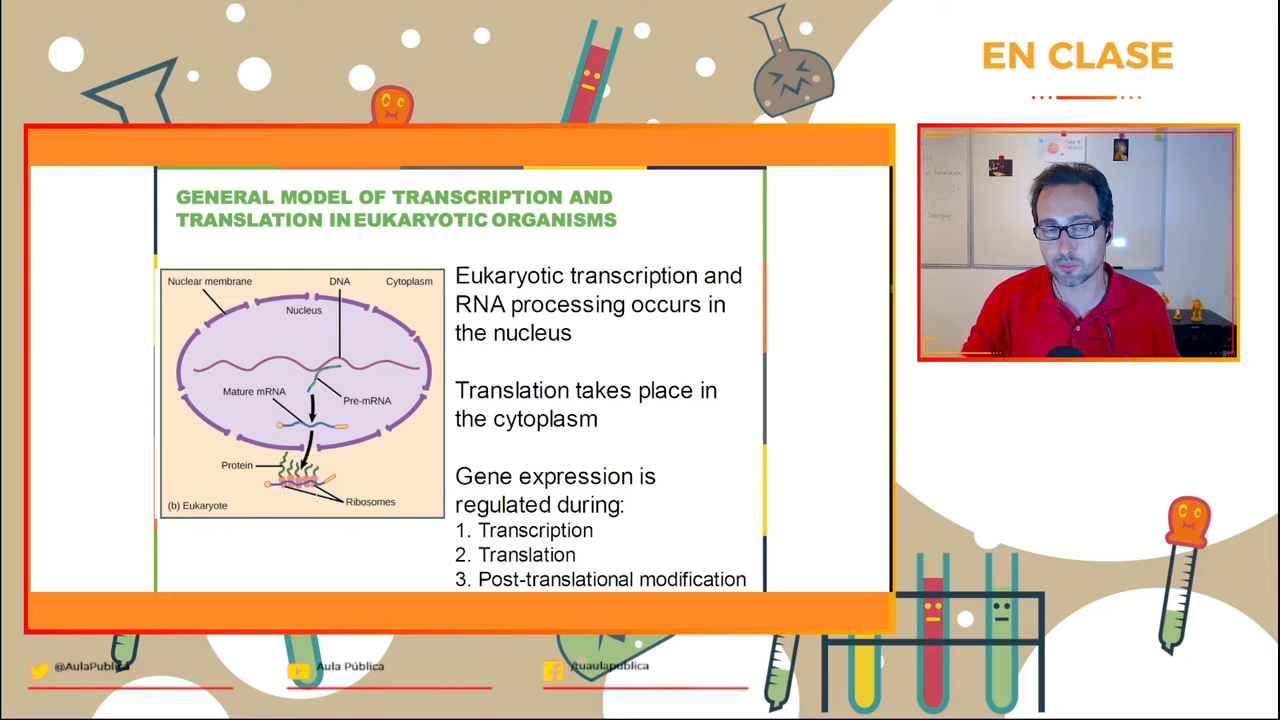 EN CLASE
GENERAL MODEL OF TRANSCRIPTION AND
TRANSLATION IN EUKARYOTIC ORGANISMS
Nuclear membrane
DNA
Cytoplasm
Nucleus
Mature mRNA
Pre-mRNA
Protein
Ribosomes
(b) Eukaryote
Eukaryotic transcription and
RNA processing occurs in
the nucleus
Translation takes place in
the cytoplasm
Gene expression is
regulated during:
1. Transcription
2. Translation
3. Post-translational modification
@AulaPublica
Aula Pública
/tuaulapublica